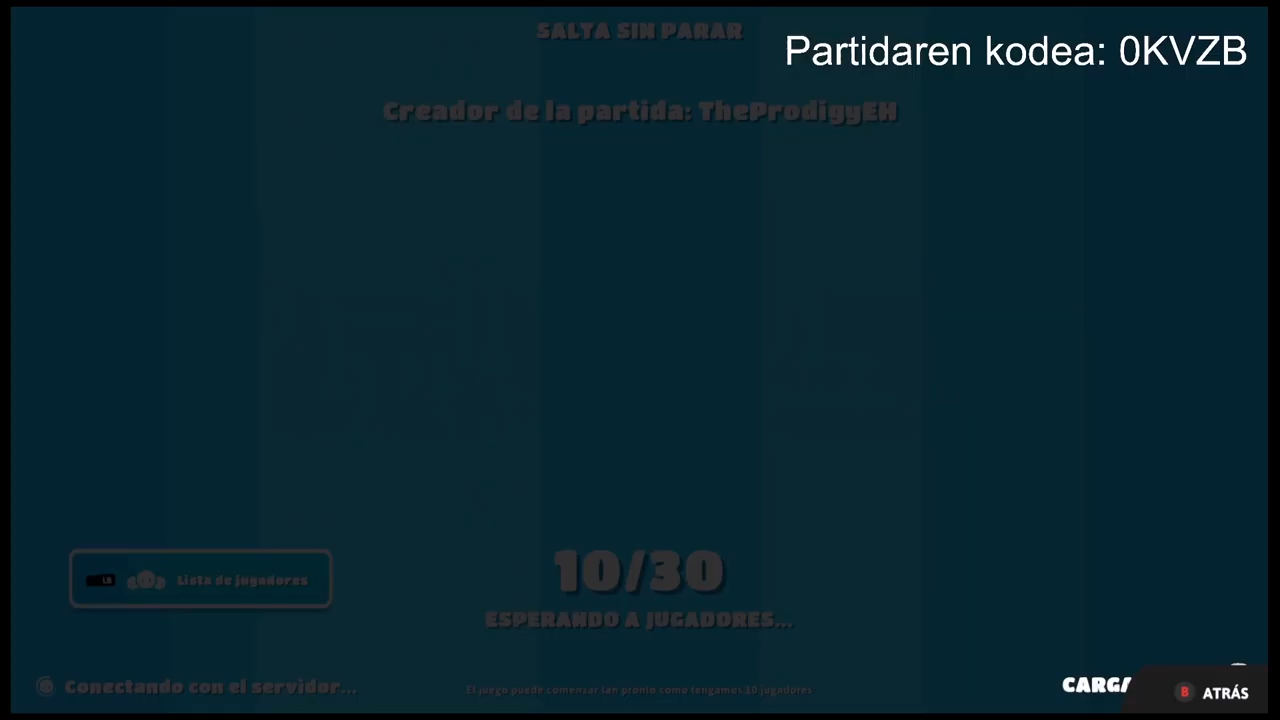 SALTA SIN PARAR
Partidaren kodea: 0KVZB
Creador de la partida: TheProdigyEH
LB Lista de jugadores
10/30
ESPERANDO A JUGADORES...
Conectando con el servidor...
El juego puede comenzar tan pronto como tengamos 10 jugadores
B ATRÁS